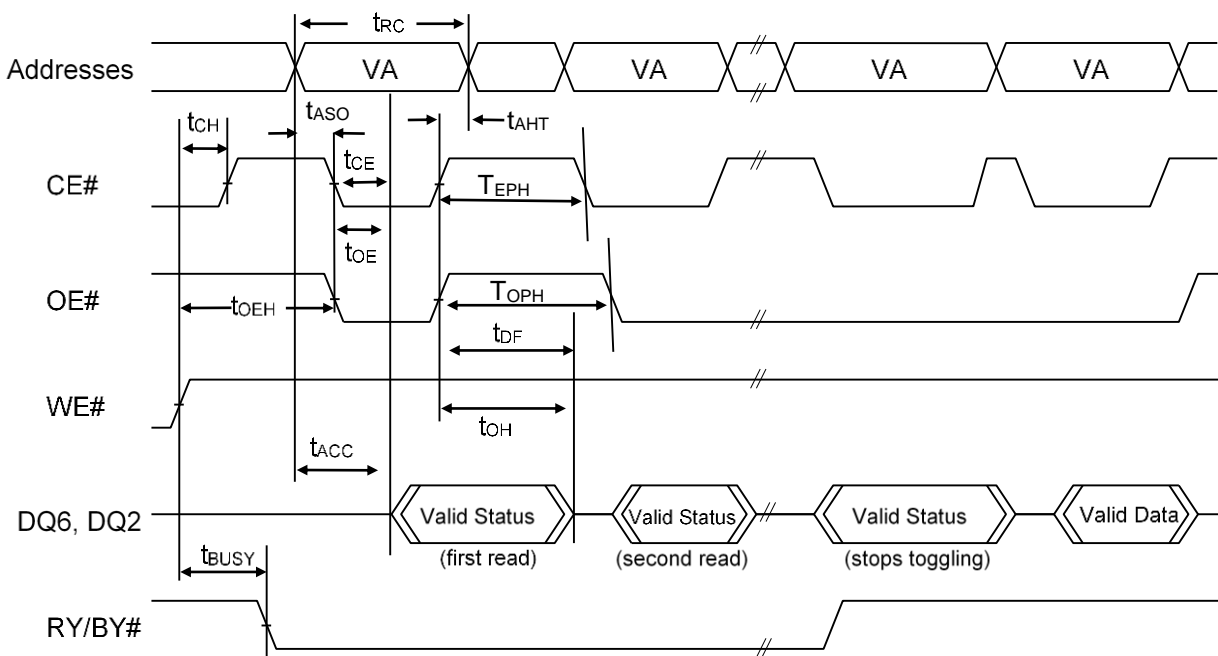 tRC
Addresses VA VA VA VA
tCH tASO tAHT
tCE
CE# TEPH
tOE
OE# tOEH TOPH
tDF
WE#
tOH
tACC
DQ6, DQ2 Valid Status Valid Status Valid Status Valid Data
(first read) (second read) (stops toggling)
tBUSY
RY/BY#